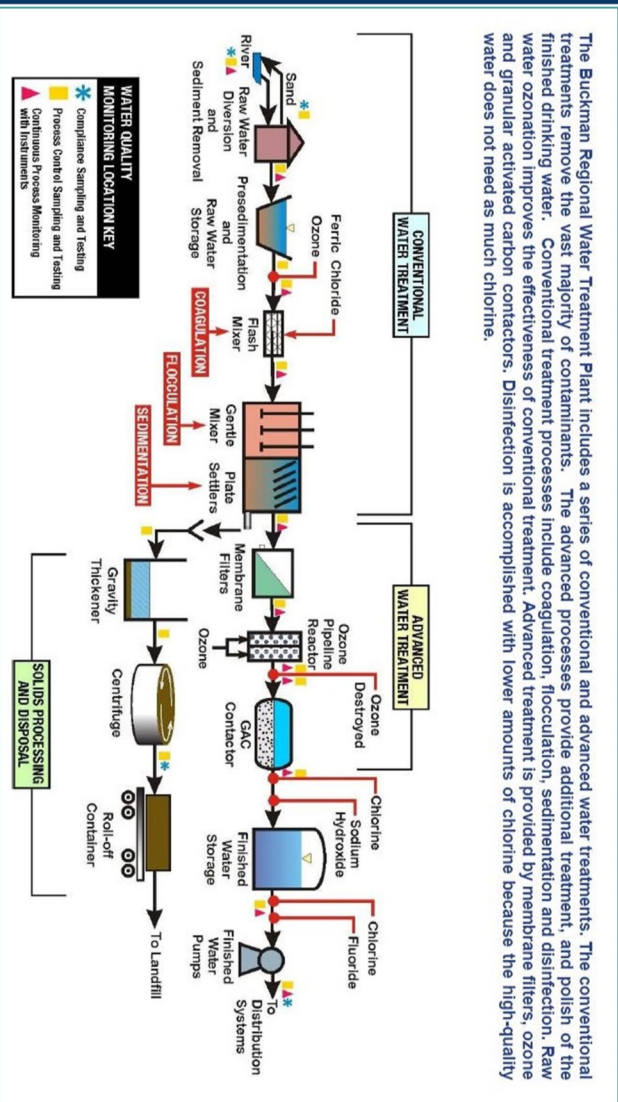 The Buckman Regional Water Treatment Plant includes a series of conventional and advanced water treatments. The conventional
treatments remove the vast majority of contaminants. The advanced processes provide additional treatment, and polish of the
finished drinking water. Conventional treatment processes include coagulation, flocculation, sedimentation and disinfection. Raw
water ozonation improves the effectiveness of conventional treatment. Advanced treatment is provided by membrane filters, ozone
and granular activated carbon contactors. Disinfection is accomplished with lower amounts of chlorine because the high-quality
water does not need as much chlorine.
CONVENTIONAL
WATER TREATMENT
ADVANCED
WATER TREATMENT
Ferric Chloride
Ozone
Ozone
Destroyed
Chlorine
Sodium
Hydroxide
Chlorine
Fluoride
Sand
River
Raw Water
Diversion
and
Sediment Removal
Presedimentation
and
Raw Water
Storage
Flash
Mixer
Gentle
Mixer
Plate
Settlers
Membrane
Filters
Ozone
Pipeline
Reactor
Ozone
GAC
Contactor
Finished
Water
Storage
Finished
Water
Pumps
To
Distribution
Systems
COAGULATION
FLOCCULATION
SEDIMENTATION
Gravity
Thickener
Centrifuge
Roll-off
Container
To Landfill
SOLIDS PROCESSING
AND DISPOSAL
WATER QUALITY
MONITORING LOCATION KEY
Compliance Sampling and Testing
Process Control Sampling and Testing
Continuous Process Monitoring
with Instruments